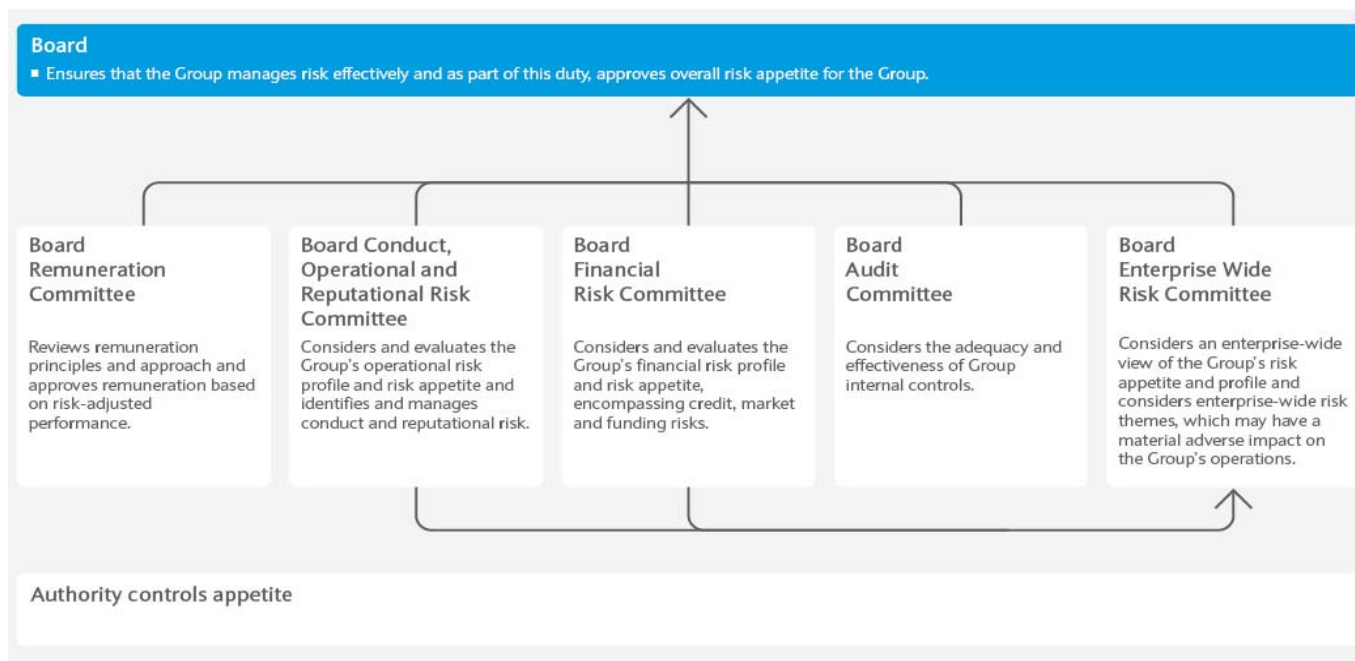 Board
▪ Ensures that the Group manages risk effectively and as part of this duty, approves overall risk appetite for the Group.
Board
Remuneration
Committee
Reviews remuneration
principles and approach and
approves remuneration based
on risk-adjusted
performance.
Board Conduct,
Operational and
Reputational Risk
Committee
Considers and evaluates the
Group's operational risk
profile and risk appetite and
identifies and manages
conduct and reputational risk.
Board
Financial
Risk Committee
Considers and evaluates the
Group's financial risk profile
and risk appetite,
encompassing credit, market
and funding risks.
Board
Audit
Committee
Considers the adequacy and
effectiveness of Group
internal controls.
Board
Enterprise Wide
Risk Committee
Considers an enterprise-wide
view of the Group's risk
appetite and profile and
considers enterprise-wide risk
themes, which may have a
material adverse impact on
the Group's operations.
Authority controls appetite